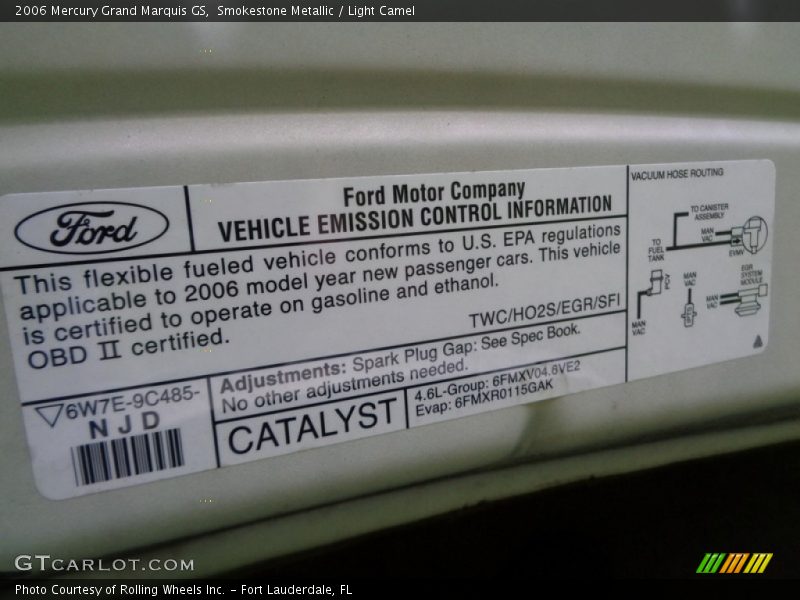 2006 Mercury Grand Marquis GS, Smokestone Metallic / Light Camel
Ford
Ford Motor Company
VEHICLE EMISSION CONTROL INFORMATION
This flexible fueled vehicle conforms to U.S. EPA regulations
applicable to 2006 model year new passenger cars. This vehicle
is certified to operate on gasoline and ethanol.
OBD II certified.
TWC/HO2S/EGR/SFI
6W7E-9C485-
NJD
Adjustments: Spark Plug Gap: See Spec Book.
No other adjustments needed.
CATALYST
4.6L-Group: 6FMXV04.6VE2
Evap: 6FMXR0115GAK
VACUUM HOSE ROUTING
TO CANISTER
ASSEMBLY
MAN
VAC
EVMV
TO
FUEL
TANK
PCV
MAN
VAC
MAN
VAC
MAN
VAC
EGR
SYSTEM
MODULE
GTCARLOT.COM
Photo Courtesy of Rolling Wheels Inc. - Fort Lauderdale, FL